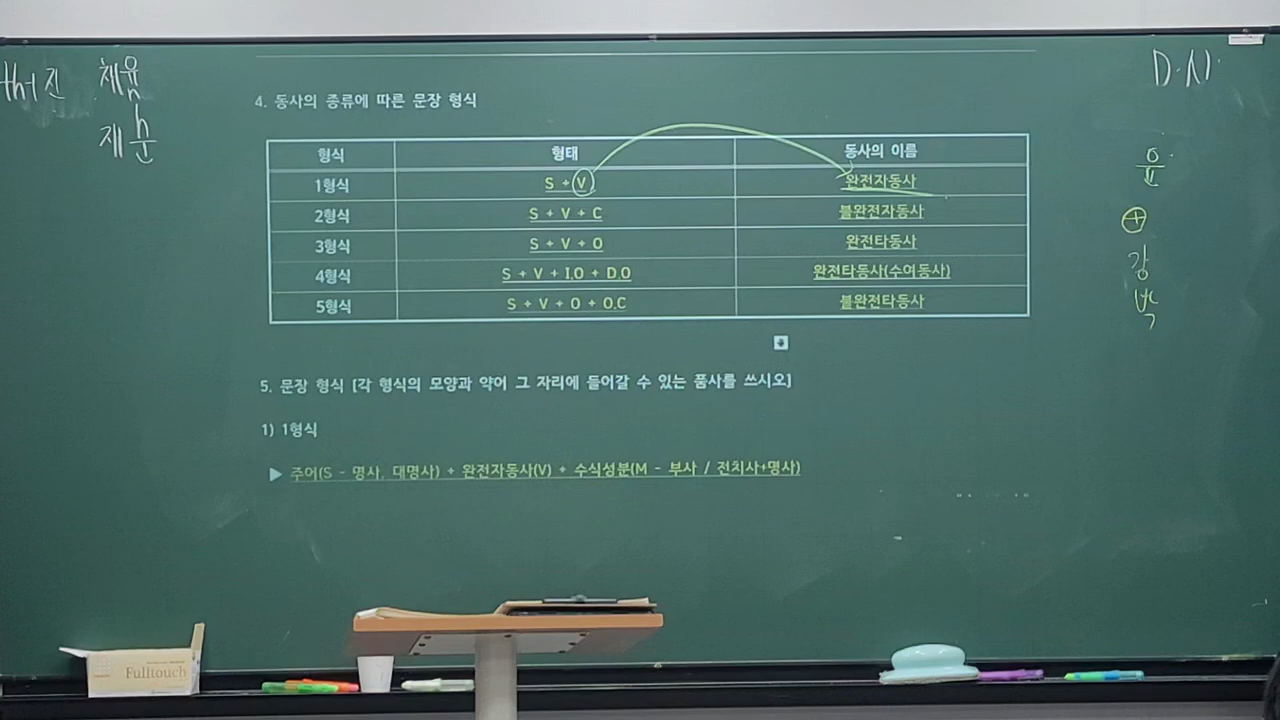 채윤
재문
D.S.
4. 동사의 종류에 따른 문장 형식
형식 형태 동사의 이름
1형식 S + V 완전자동사
2형식 S + V + C 불완전자동사
3형식 S + V + O 완전타동사
4형식 S + V + I.O + D.O 완전타동사(수여동사)
5형식 S + V + O + O.C 불완전타동사
강
5. 문장 형식 [각 형식의 모양과 약어 그 자리에 들어갈 수 있는 품사를 쓰시오]
1) 1형식
▶ 주어(S - 명사, 대명사) + 완전자동사(V) + 수식성분(M - 부사 / 전치사+명사)
Fulltouch